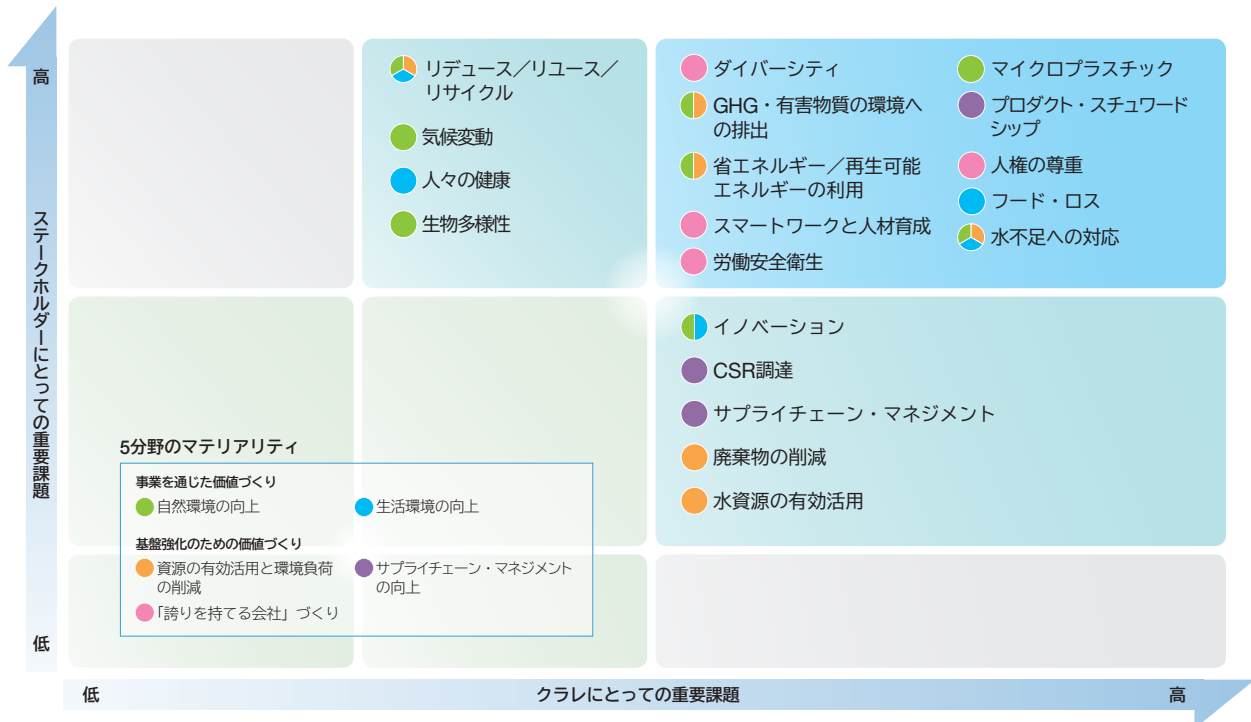 高
ステークホルダーにとっての重要課題
低
リデュース／リユース／
リサイクル
気候変動
人々の健康
生物多様性
ダイバーシティ
GHG・有害物質の環境へ
の排出
省エネルギー／再生可能
エネルギーの利用
スマートワークと人材育成
労働安全衛生
マイクロプラスチック
プロダクト・スチュワード
シップ
人権の尊重
フード・ロス
水不足への対応
イノベーション
CSR調達
サプライチェーン・マネジメント
廃棄物の削減
水資源の有効活用
5分野のマテリアリティ
事業を通じた価値づくり
自然環境の向上
生活環境の向上
基盤強化のための価値づくり
資源の有効活用と環境負荷
の削減
サプライチェーン・マネジメント
の向上
「誇りを持てる会社」づくり
低
クラレにとっての重要課題
高